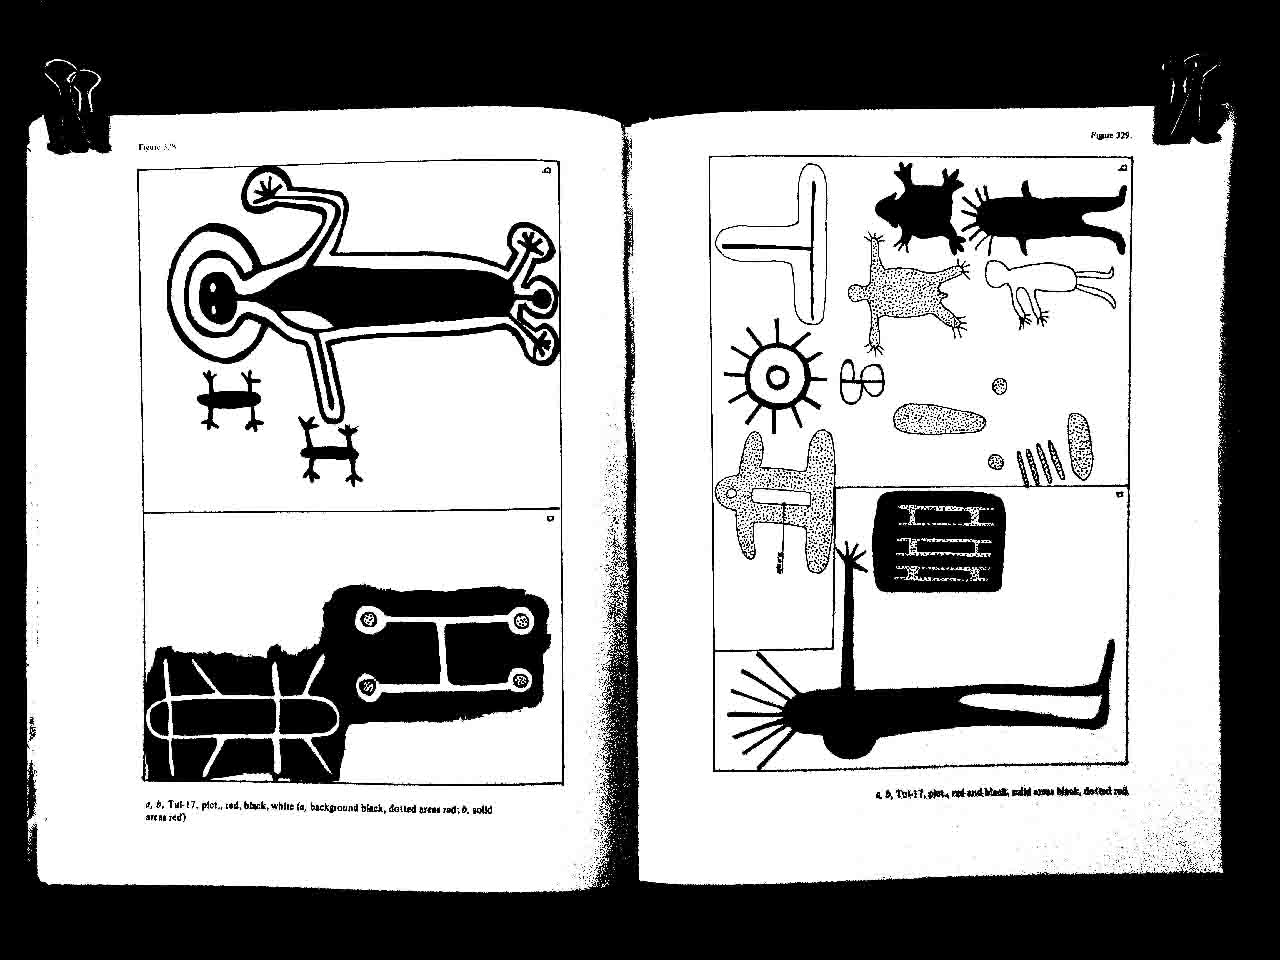 Figure 328
b
a
a, b, Tul-17, pict., red, black, white (a, background black, dotted areas red; b, solid
areas red)
Figure 329.
b
a
a, b, Tul-17, pict., red and black, solid areas black, dotted red.